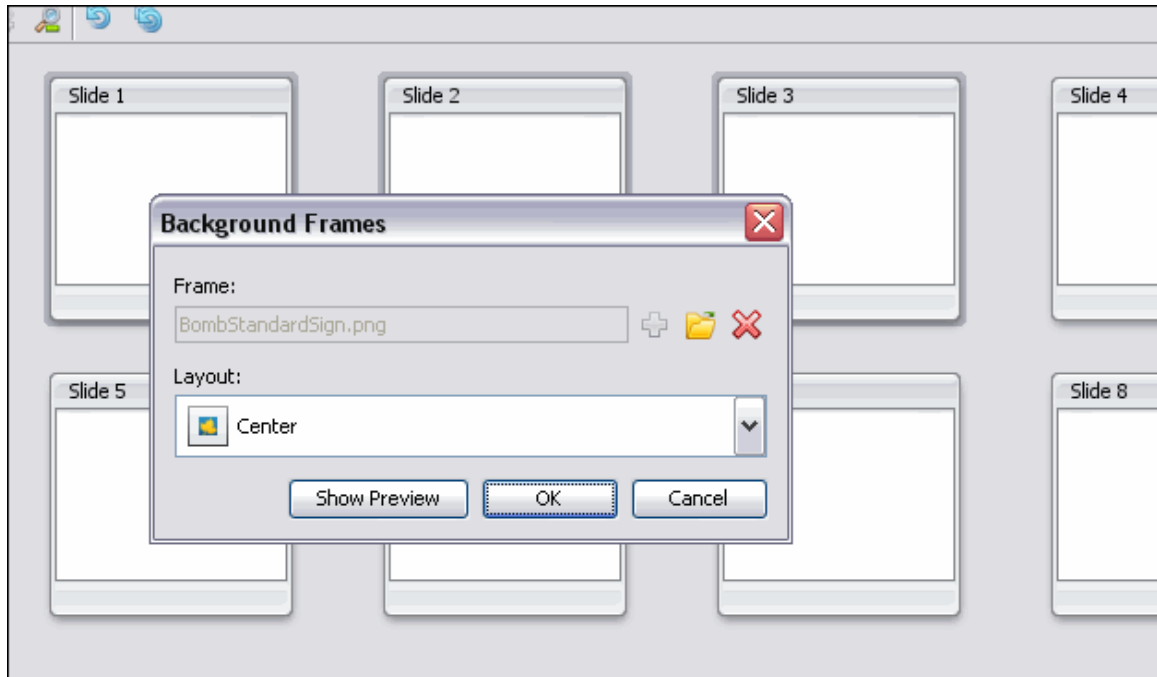 Slide 1
Slide 2
Slide 3
Slide 4
Background Frames
Frame:
BombStandardSign.png
Layout:
Center
Show Preview
OK
Cancel
Slide 5
Slide 8